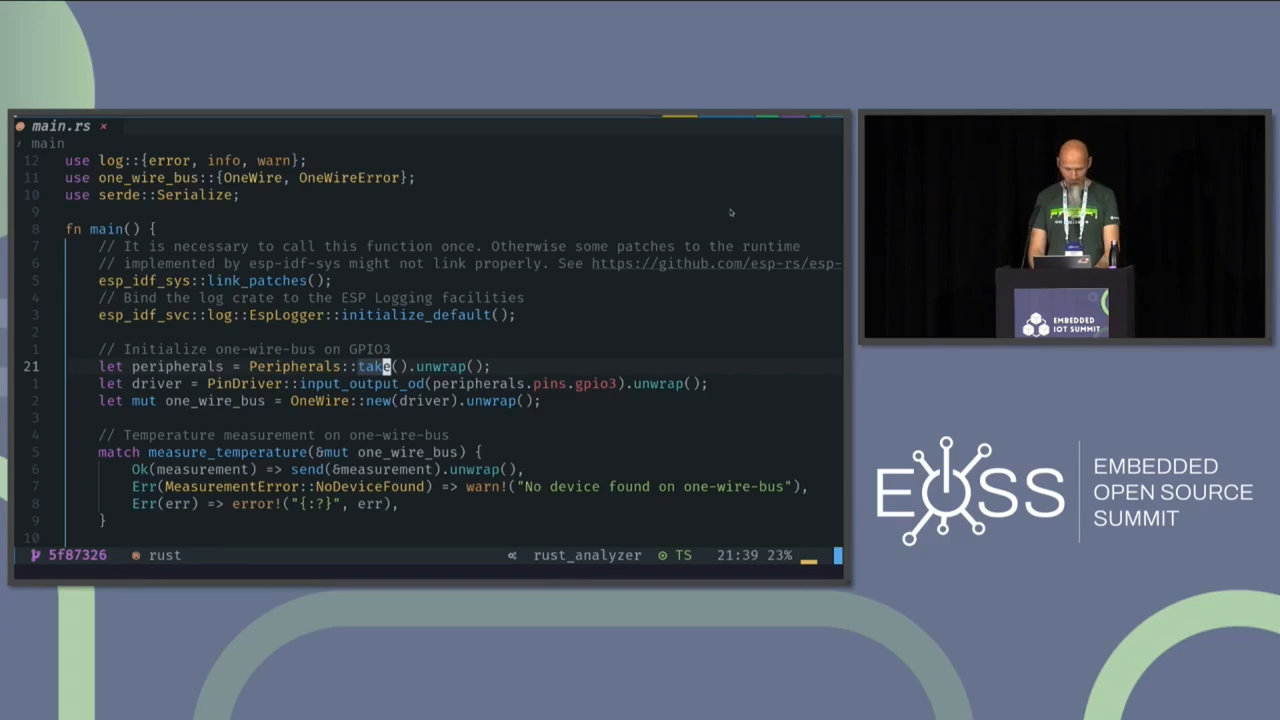 main.rs ×
main
12 use log::{error, info, warn};
11 use one_wire_bus::{OneWire, OneWireError};
10 use serde::Serialize;
9
8 fn main() {
7 // It is necessary to call this function once. Otherwise some patches to the runtime
6 // implemented by esp-idf-sys might not link properly. See https://github.com/esp-rs/esp-
5 esp_idf_sys::link_patches();
4 // Bind the log crate to the ESP Logging facilities
3 esp_idf_svc::log::EspLogger::initialize_default();
2
1 // Initialize one-wire-bus on GPIO3
21 let peripherals = Peripherals::take().unwrap();
1 let driver = PinDriver::input_output_od(peripherals.pins.gpio3).unwrap();
2 let mut one_wire_bus = OneWire::new(driver).unwrap();
3
4 // Temperature measurement on one-wire-bus
5 match measure_temperature(&mut one_wire_bus) {
6 Ok(measurement) => send(&measurement).unwrap(),
7 Err(MeasurementError::NoDeviceFound) => warn!("No device found on one-wire-bus"),
8 Err(err) => error!("{:?}", err),
9 }
10
5f87326 rust rust_analyzer TS 21:39 23%
EMBEDDED
IOT SUMMIT
EOSS
EMBEDDED
OPEN SOURCE
SUMMIT